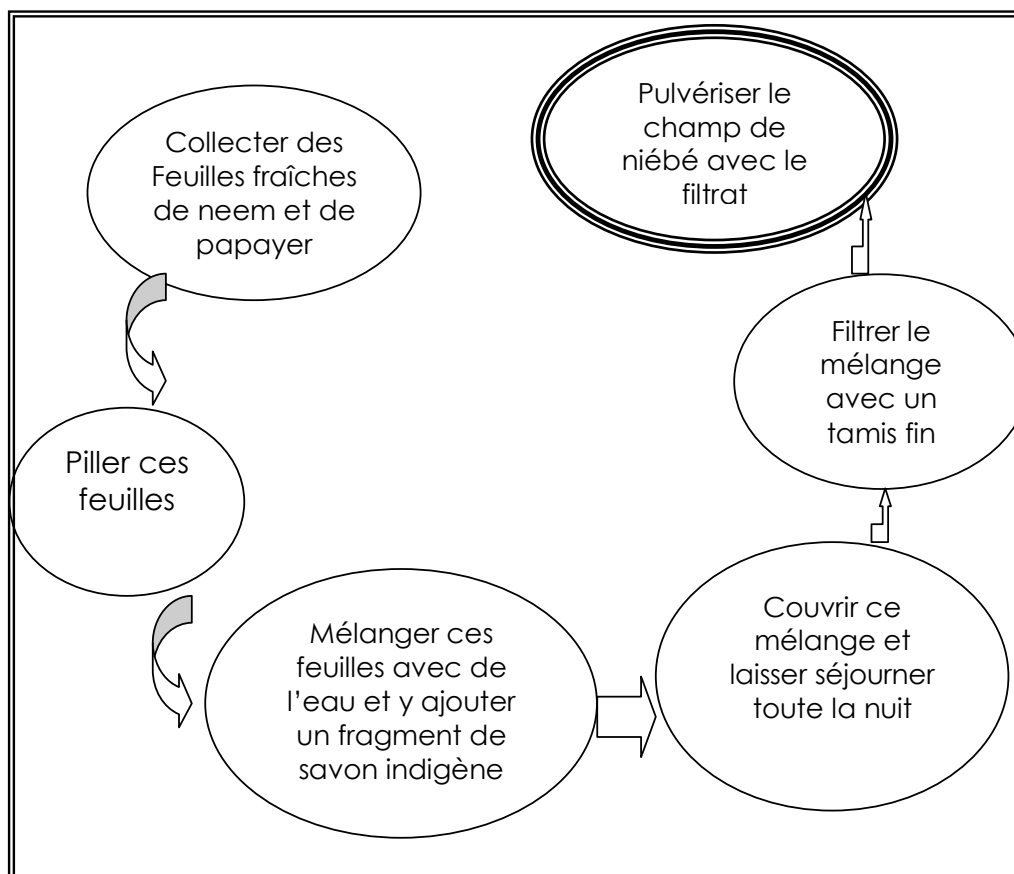 Collecter des
Feuilles fraîches
de neem et de
papayer
Piller ces
feuilles
Mélanger ces
feuilles avec de
l’eau et y ajouter
un fragment de
savon indigène
Couvrir ce
mélange et
laisser séjourner
toute la nuit
Filtrer le
mélange
avec un
tamis fin
Pulvériser le
champ de
niébé avec le
filtrat